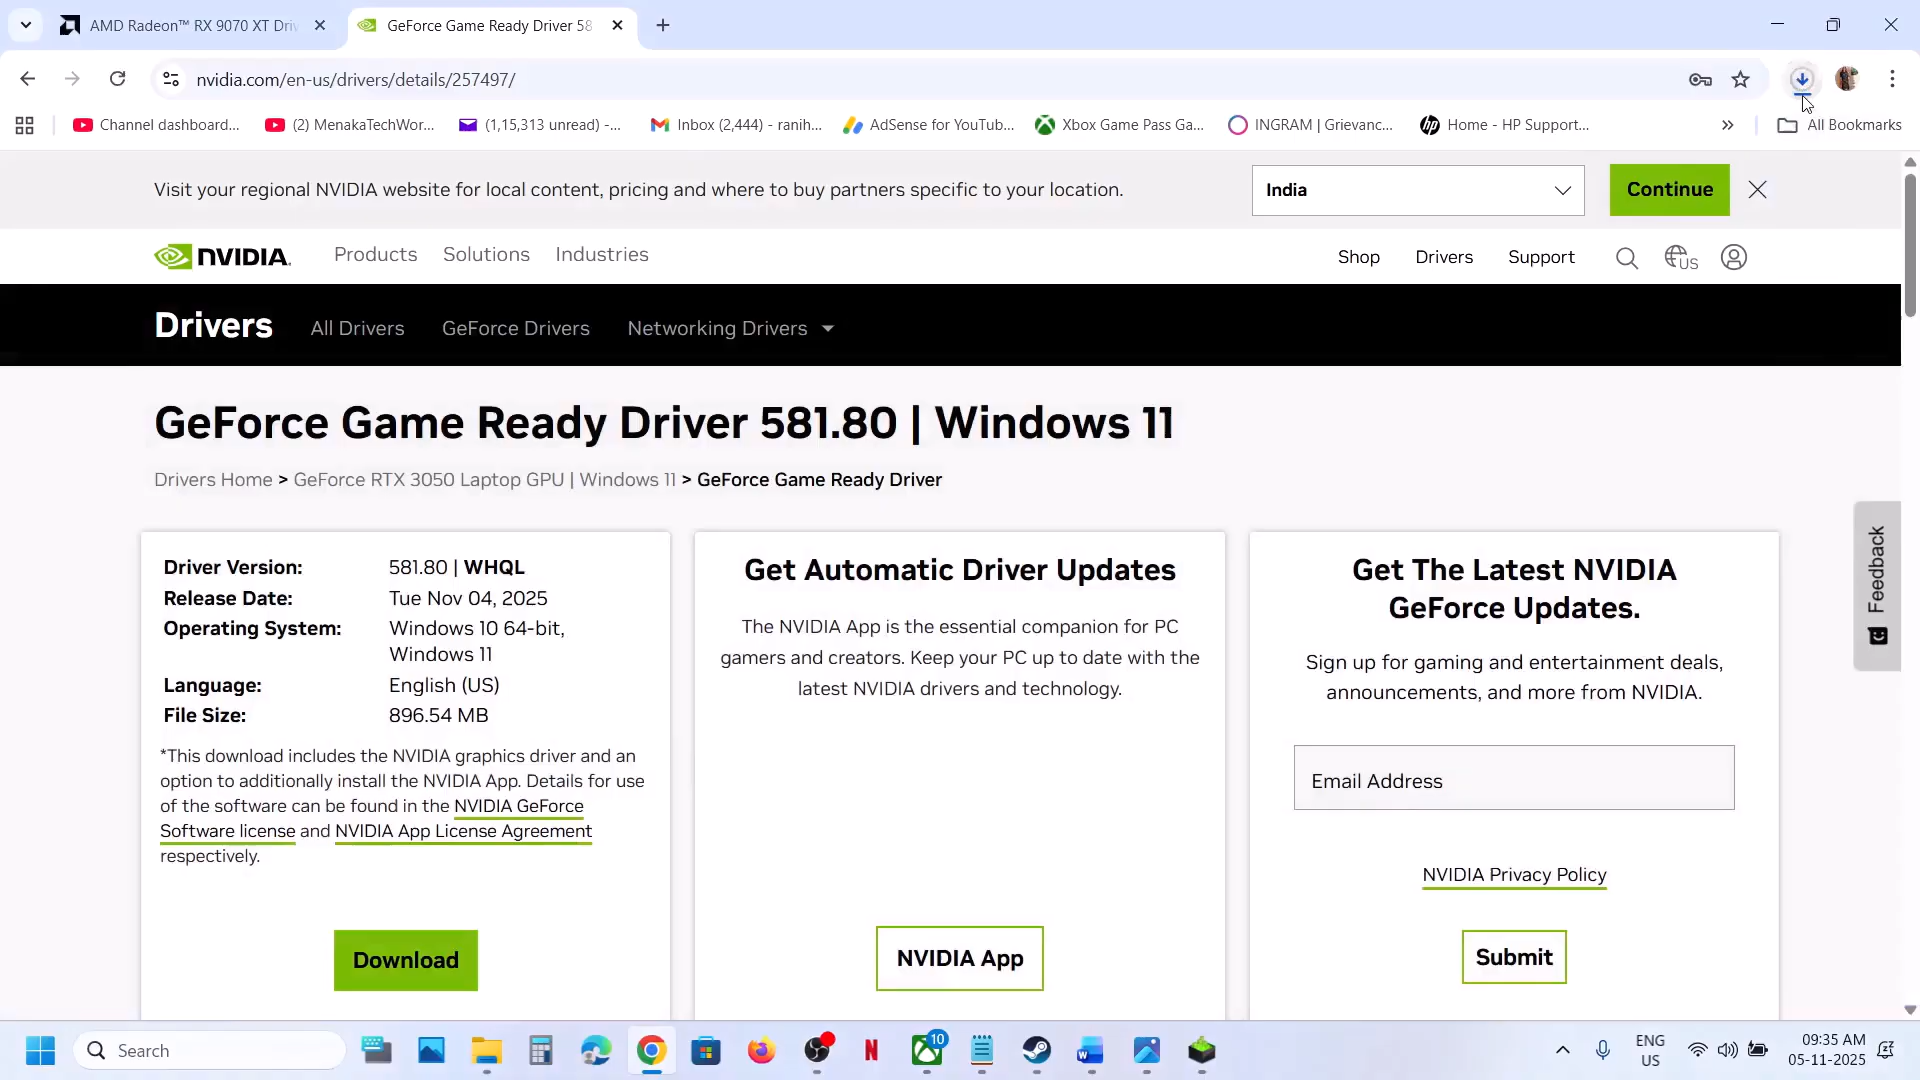 AMD Radeon™ RX 9070 XT Driv
GeForce Game Ready Driver 58
nvidia.com/en-us/drivers/details/257497/
Channel dashboard...
(2) MenakaTechWor...
(1,15,313 unread) -...
Inbox (2,444) - ranih...
AdSense for YouTub...
Xbox Game Pass Ga...
INGRAM | Grievanc...
Home - HP Support...
All Bookmarks
Visit your regional NVIDIA website for local content, pricing and where to buy partners specific to your location.
India
Continue
NVIDIA.
Products
Solutions
Industries
Shop
Drivers
Support
US
Drivers
All Drivers
GeForce Drivers
Networking Drivers
GeForce Game Ready Driver 581.80 | Windows 11
Drivers Home > GeForce RTX 3050 Laptop GPU | Windows 11 > GeForce Game Ready Driver
Driver Version: 581.80 | WHQL
Release Date: Tue Nov 04, 2025
Operating System: Windows 10 64-bit,
Windows 11
Language: English (US)
File Size: 896.54 MB
*This download includes the NVIDIA graphics driver and an
option to additionally install the NVIDIA App. Details for use
of the software can be found in the NVIDIA GeForce
Software license and NVIDIA App License Agreement
respectively.
Download
Get Automatic Driver Updates
The NVIDIA App is the essential companion for PC
gamers and creators. Keep your PC up to date with the
latest NVIDIA drivers and technology.
NVIDIA App
Get The Latest NVIDIA
GeForce Updates.
Sign up for gaming and entertainment deals,
announcements, and more from NVIDIA.
Email Address
NVIDIA Privacy Policy
Submit
Feedback
Search
10
ENG
US
09:35 AM
05-11-2025